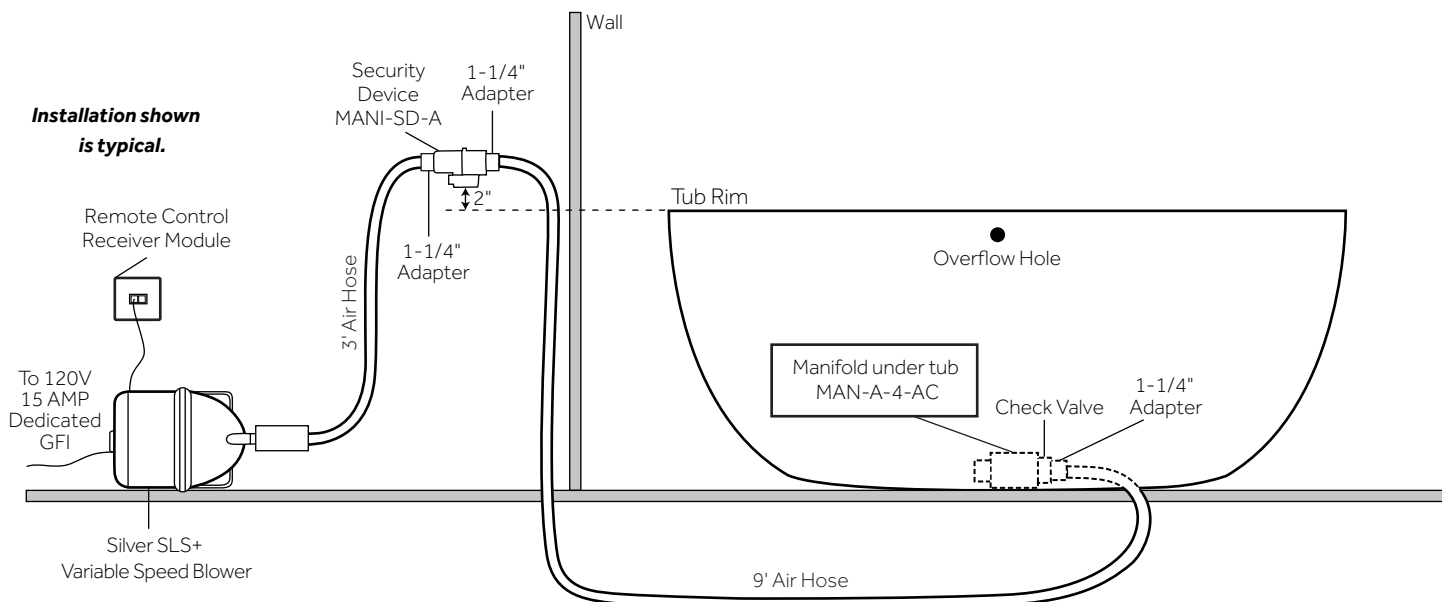 Wall
Security
Device
MANI-SD-A
1-1/4"
Adapter
Installation shown
is typical.
2"
Tub Rim
Remote Control
Receiver Module
1-1/4"
Adapter
Overflow Hole
3' Air Hose
To 120V
15 AMP
Dedicated
GFI
Manifold under tub
MAN-A-4-AC
Check Valve
1-1/4"
Adapter
Silver SLS+
Variable Speed Blower
9' Air Hose